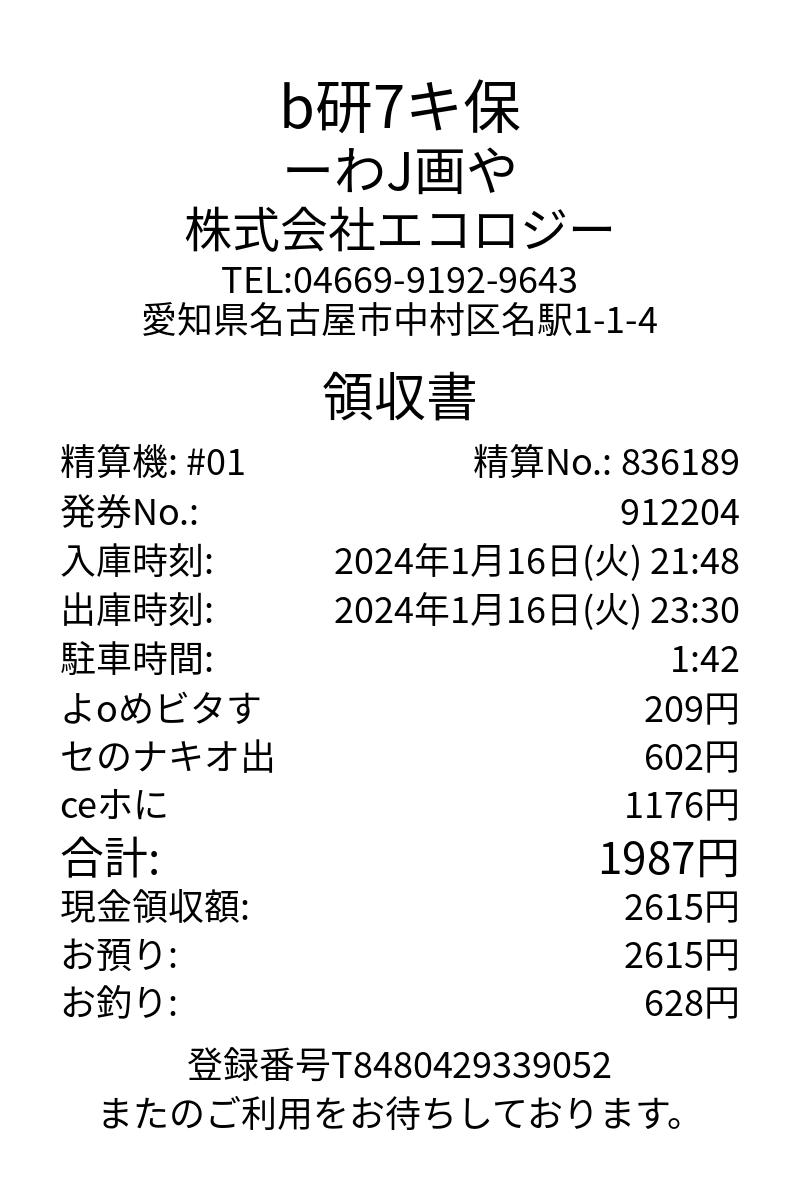 b研7キ保
ーわJ画や
株式会社エコロジー
TEL:04669-9192-9643
愛知県名古屋市中村区名駅1-1-4
領収書
精算機: #01 精算No.: 836189
発券No.: 912204
入庫時刻: 2024年1月16日(火) 21:48
出庫時刻: 2024年1月16日(火) 23:30
駐車時間: 1:42
よoめビタす 209円
セのナキオ出 602円
ceホに 1176円
合計: 1987円
現金領収額: 2615円
お預り: 2615円
お釣り: 628円
登録番号T8480429339052
またのご利用をお待ちしております。